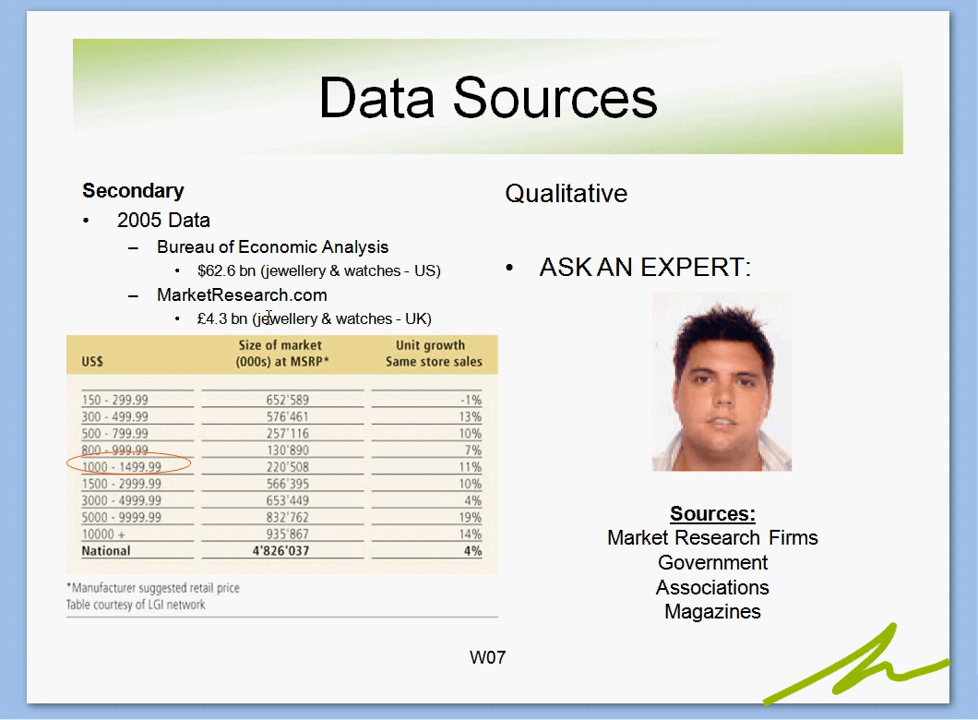 Data Sources
Secondary
• 2005 Data
– Bureau of Economic Analysis
• $62.6 bn (jewellery & watches - US)
– MarketResearch.com
• £4.3 bn (jewellery & watches - UK)
US$ Size of market (000s) at MSRP* Unit growth Same store sales
150 - 299.99 652'589 -1%
300 - 499.99 576'461 13%
500 - 799.99 257'116 10%
800 - 999.99 130'890 7%
1000 - 1499.99 220'508 11%
1500 - 2999.99 566'395 10%
3000 - 4999.99 653'449 4%
5000 - 9999.99 832'762 19%
10000 + 935'867 14%
National 4'826'037 4%
*Manufacturer suggested retail price
Table courtesy of LGI network
Qualitative
• ASK AN EXPERT:
Sources:
Market Research Firms
Government
Associations
Magazines
W07